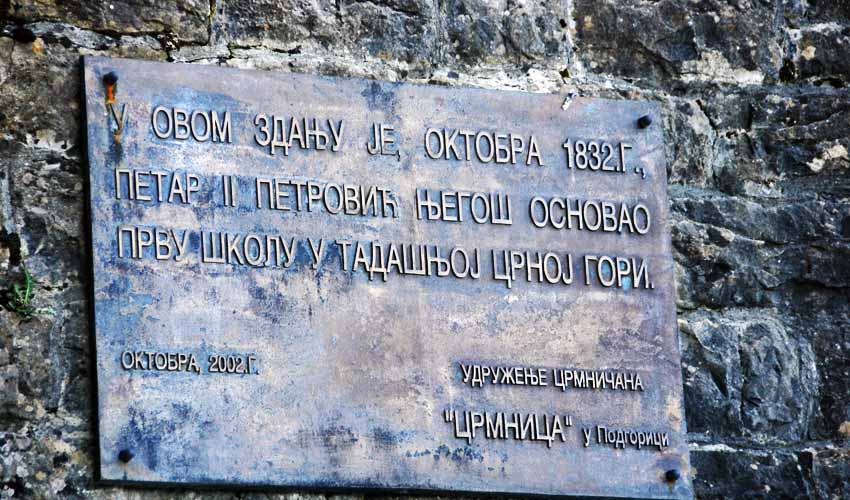 У ОВОМ ЗДАЊУ ЈЕ, ОКТОБРА 1832.Г.,
ПЕТАР II ПЕТРОВИЋ ЊЕГОШ ОСНОВАО
ПРВУ ШКОЛУ У ТАДАШЊОЈ ЦРНОЈ ГОРИ.
ОКТОБРА, 2002.Г.
УДРУЖЕЊЕ ЦРМНИЧАНА
"ЦРМНИЦА" у Подгорици